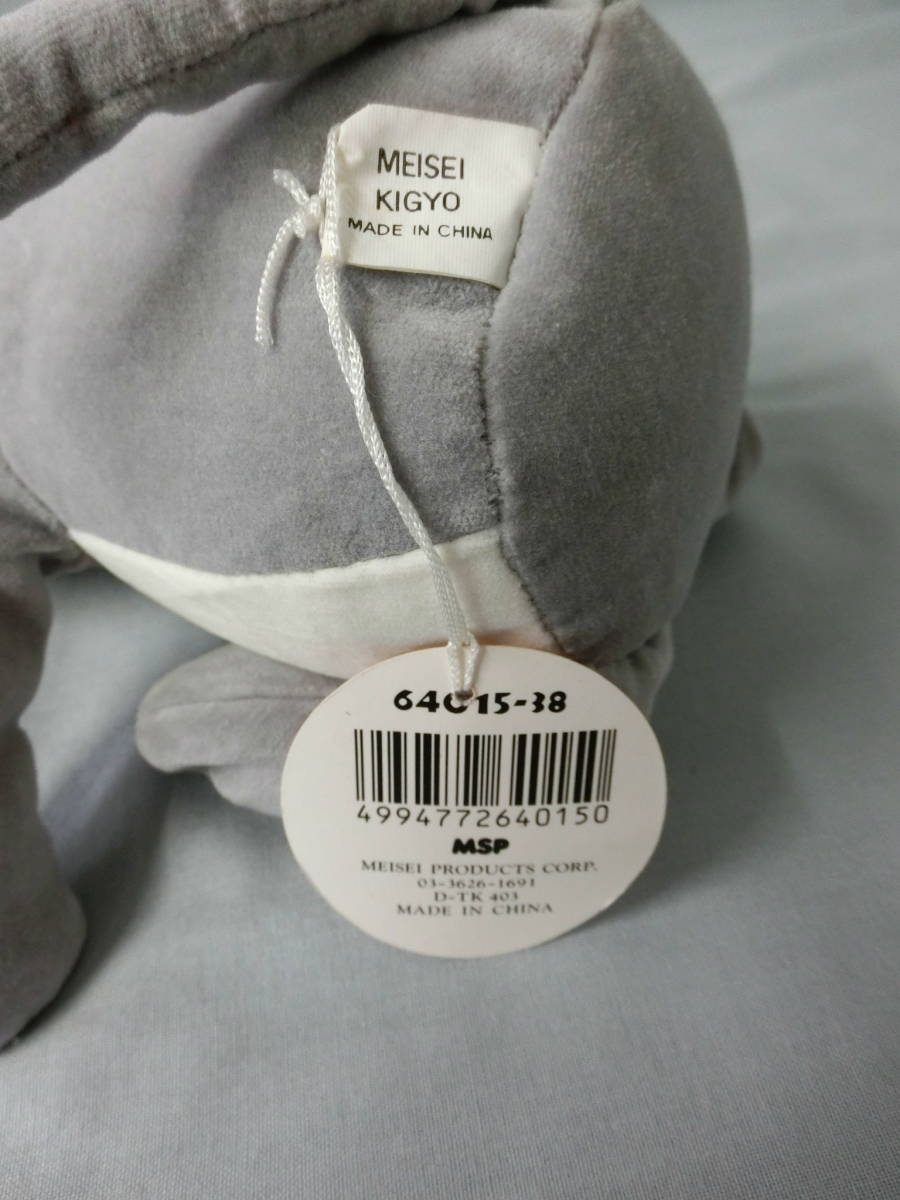 MEISEI
KIGYO
MADE IN CHINA
64015-38
4994772640150
MSP
MEISEI PRODUCTS CORP.
03-3626-1691
D-TK 403
MADE IN CHINA